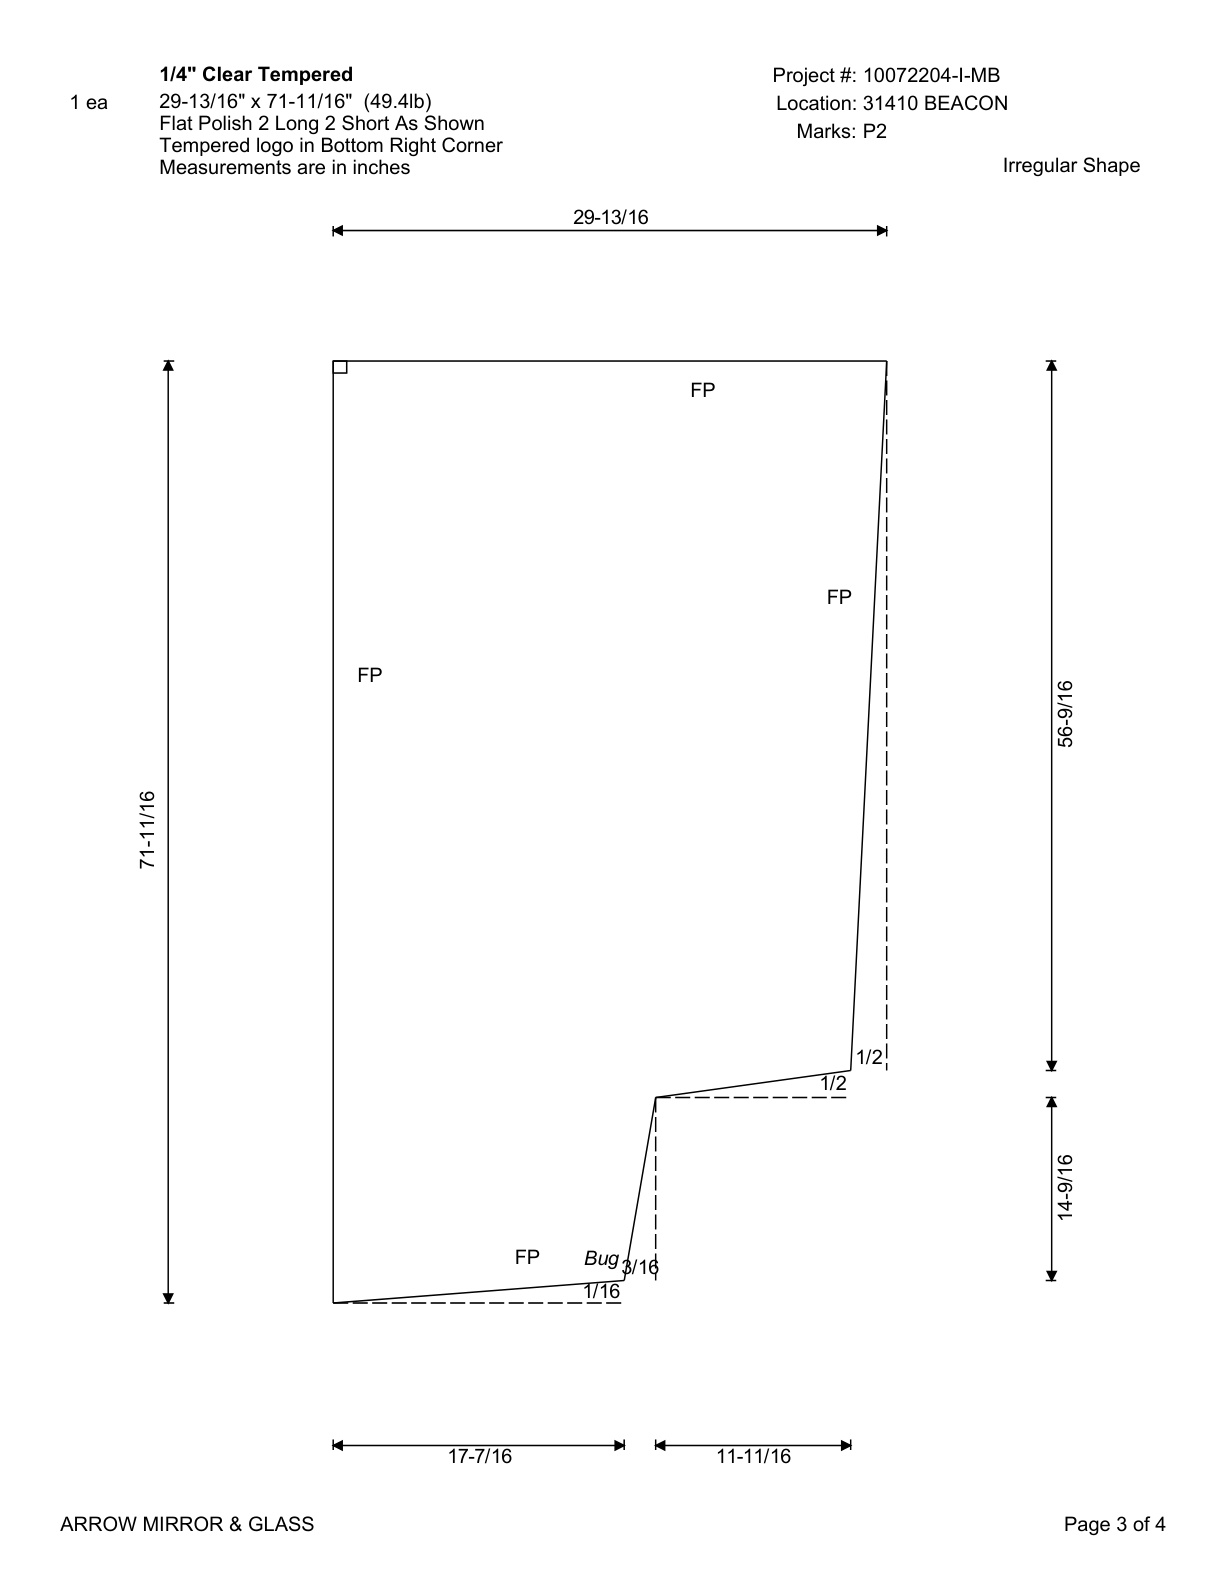 1/4" Clear Tempered
Project #: 10072204-I-MB
1 ea
29-13/16" x 71-11/16"  (49.4lb)
Location: 31410 BEACON
Flat Polish 2 Long 2 Short As Shown
Marks: P2
Tempered logo in Bottom Right Corner
Measurements are in inches
Irregular Shape
29-13/16
FP
FP
FP
56-9/16
71-11/16
1/2
1/2
14-9/16
FP
Bug
3/16
1/16
17-7/16
11-11/16
ARROW MIRROR & GLASS
Page 3 of 4